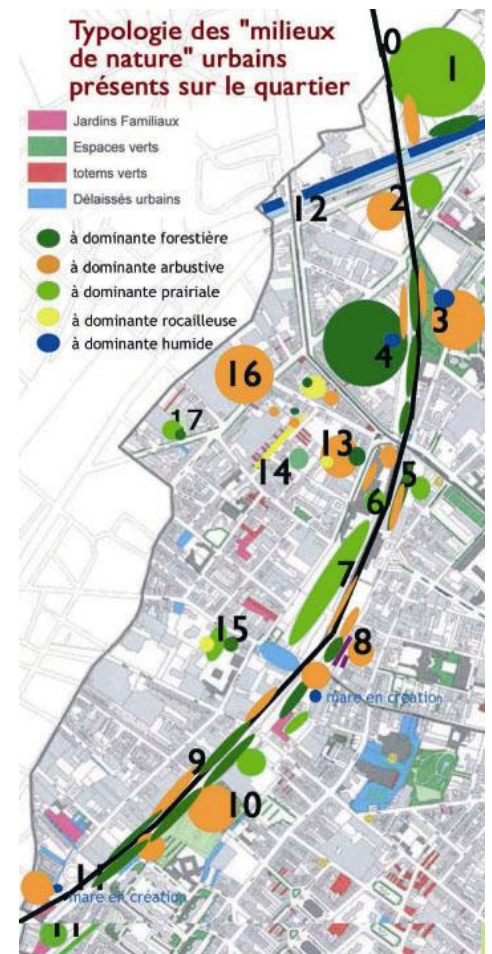 Typologie des "milieux
de nature" urbains
présents sur le quartier
Jardins Familiaux
Espaces verts
totems verts
Délaissés urbains
à dominante forestière
à dominante arbustive
à dominante prairiale
à dominante rocailleuse
à dominante humide
0
1
2
12
3
4
16
17
13
14
5
6
7
15
8
mare en création
9
10
11
mare en création
11